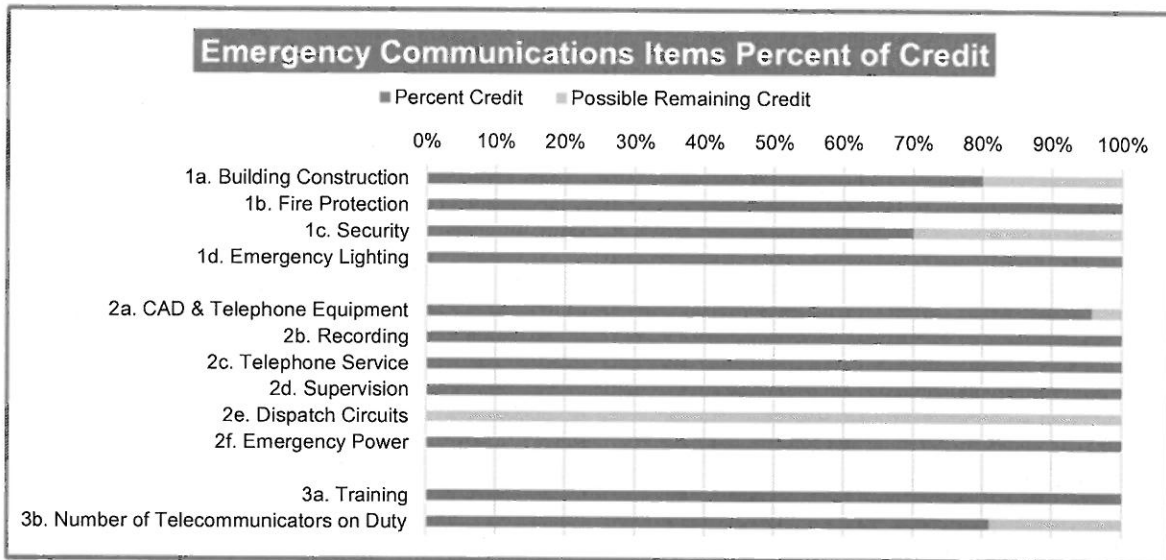 Emergency Communications Items Percent of Credit
Percent Credit Possible Remaining Credit
0% 10% 20% 30% 40% 50% 60% 70% 80% 90% 100%
1a. Building Construction
1b. Fire Protection
1c. Security
1d. Emergency Lighting
2a. CAD & Telephone Equipment
2b. Recording
2c. Telephone Service
2d. Supervision
2e. Dispatch Circuits
2f. Emergency Power
3a. Training
3b. Number of Telecommunicators on Duty